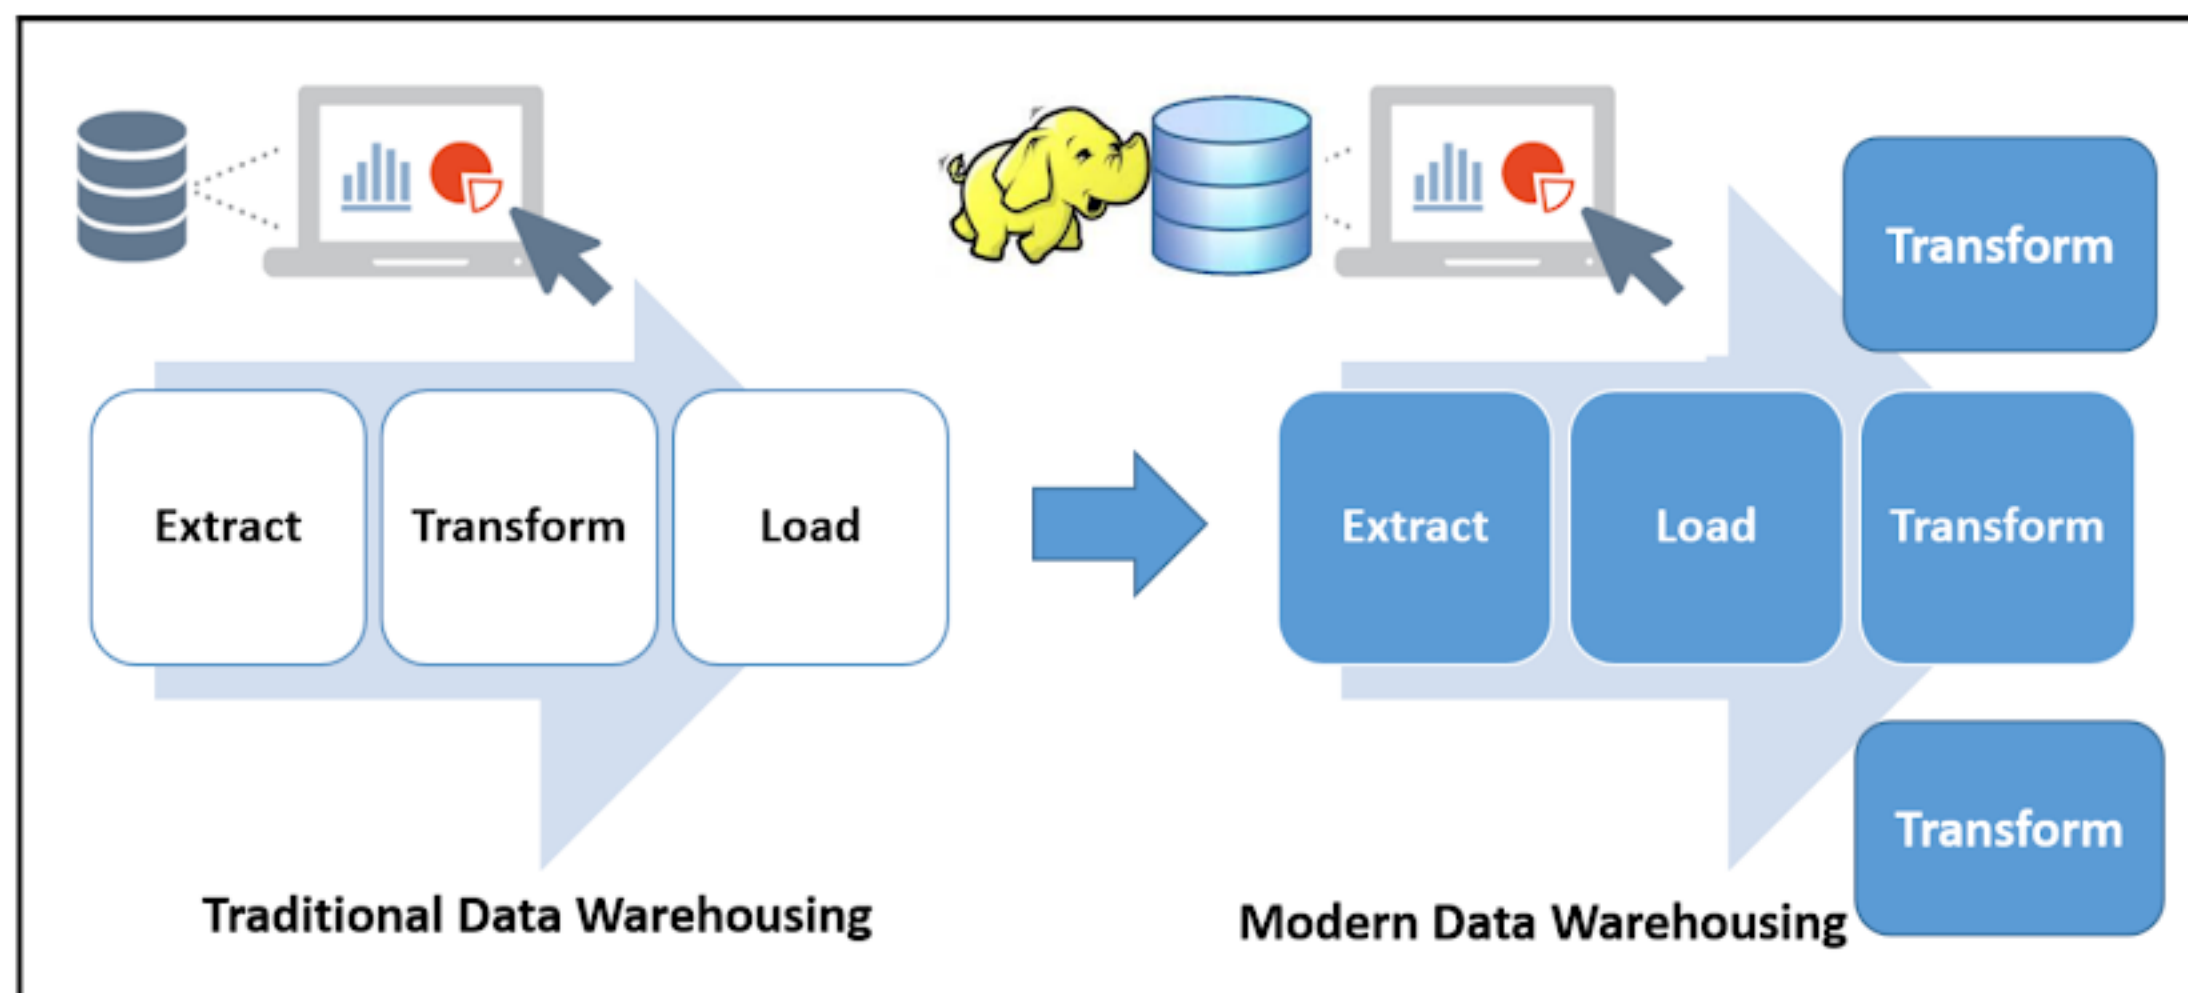 Extract
Transform
Load
Traditional Data Warehousing
Transform
Extract
Load
Transform
Transform
Modern Data Warehousing